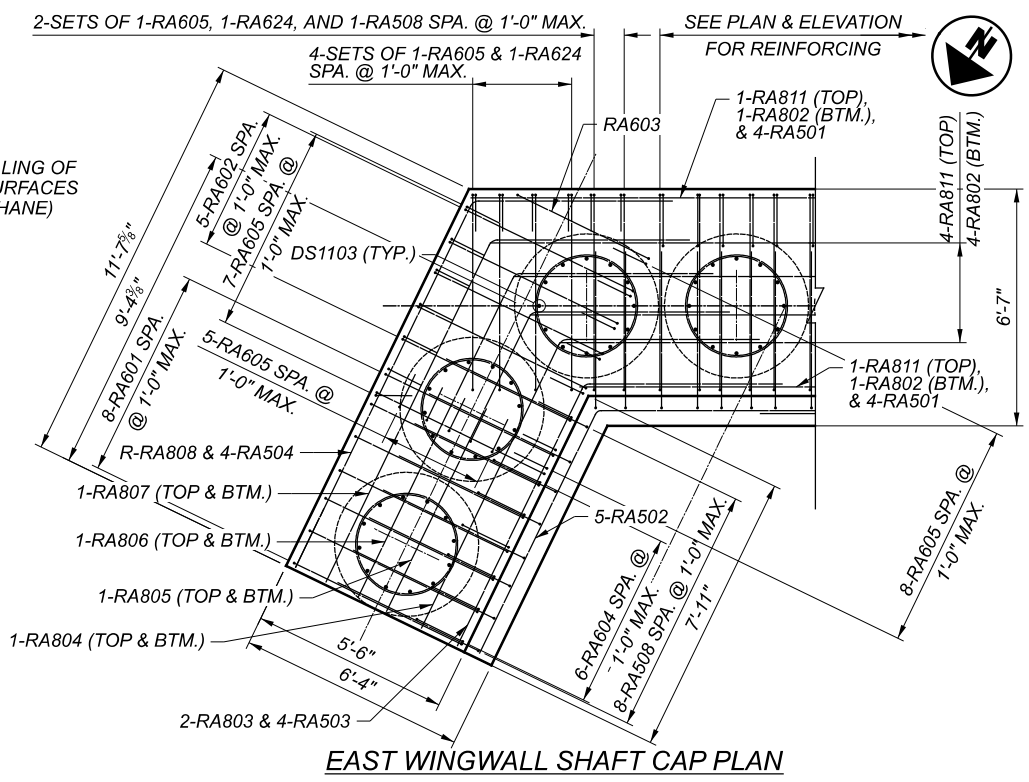 2-SETS OF 1-RA605, 1-RA624, AND 1-RA508 SPA. @ 1'-0" MAX.
SEE PLAN & ELEVATION
FOR REINFORCING
N
4-SETS OF 1-RA605 & 1-RA624
SPA. @ 1'-0" MAX.
RA603
1-RA811 (TOP),
1-RA802 (BTM.),
& 4-RA501
4-RA811 (TOP)
4-RA802 (BTM.)
6'-7"
LING OF
URFACES
HANE)
11'-7⅝"
9'-4⅜"
5-RA602 SPA.
@ 1'-0" MAX.
7-RA605 SPA. @
1'-0" MAX.
DS1103 (TYP.)
8-RA601 SPA.
@ 1'-0" MAX.
5-RA605 SPA. @
1'-0" MAX.
1-RA811 (TOP),
1-RA802 (BTM.),
& 4-RA501
R-RA808 & 4-RA504
1-RA807 (TOP & BTM.)
1-RA806 (TOP & BTM.)
1-RA805 (TOP & BTM.)
1-RA804 (TOP & BTM.)
5-RA502
6-RA604 SPA. @
1'-0" MAX.
8-RA508 SPA. @ 1'-0" MAX.
7'-11"
8-RA605 SPA. @
1'-0" MAX.
5'-6"
6'-4"
2-RA803 & 4-RA503
EAST WINGWALL SHAFT CAP PLAN